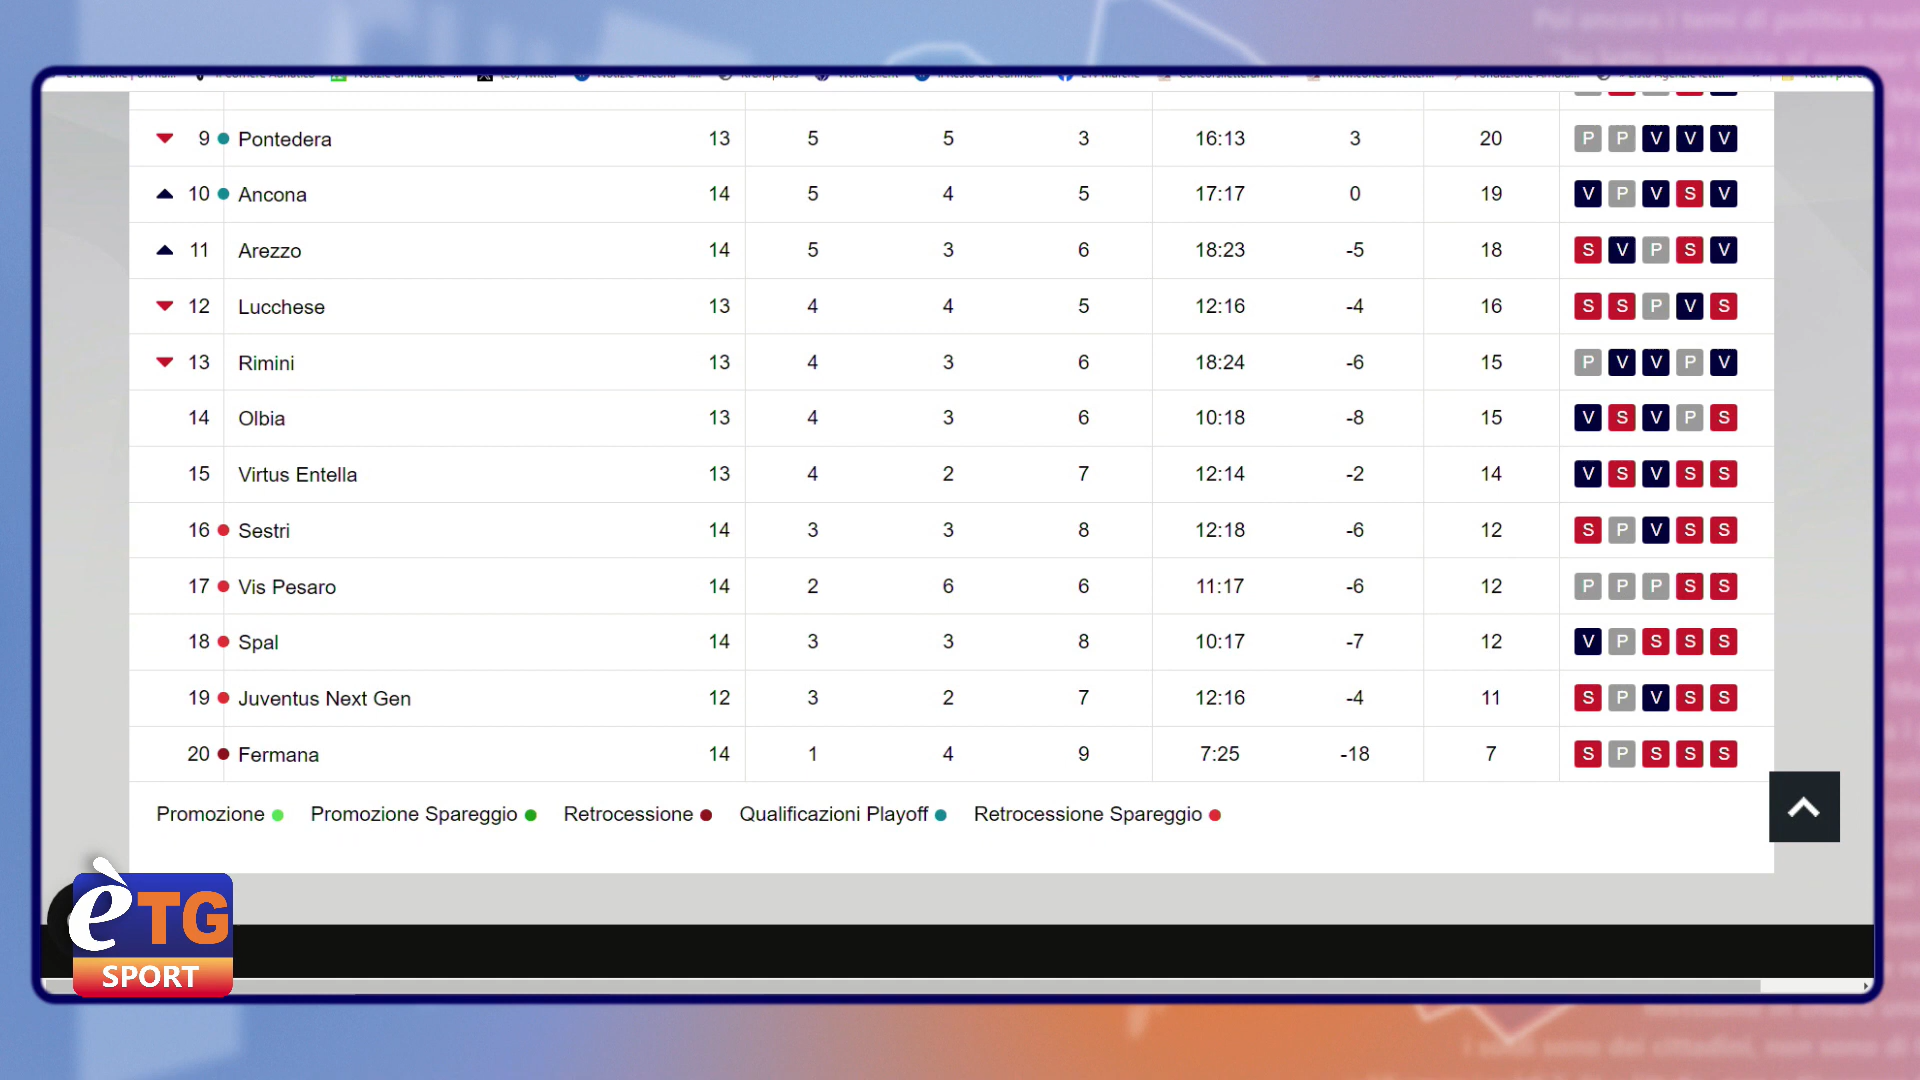 9 Pontedera 13 5 5 3 16:13 3 20 P P V V V
10 Ancona 14 5 4 5 17:17 0 19 V P V S V
11 Arezzo 14 5 3 6 18:23 -5 18 S V P S V
12 Lucchese 13 4 4 5 12:16 -4 16 S S P V S
13 Rimini 13 4 3 6 18:24 -6 15 P V V P V
14 Olbia 13 4 3 6 10:18 -8 15 V S V P S
15 Virtus Entella 13 4 2 7 12:14 -2 14 V S V S S
16 Sestri 14 3 3 8 12:18 -6 12 S P V S S
17 Vis Pesaro 14 2 6 6 11:17 -6 12 P P P S S
18 Spal 14 3 3 8 10:17 -7 12 V P S S S
19 Juventus Next Gen 12 3 2 7 12:16 -4 11 S P V S S
20 Fermana 14 1 4 9 7:25 -18 7 S P S S S
Promozione Promozione Spareggio Retrocessione Qualificazioni Playoff Retrocessione Spareggio
èTG
SPORT